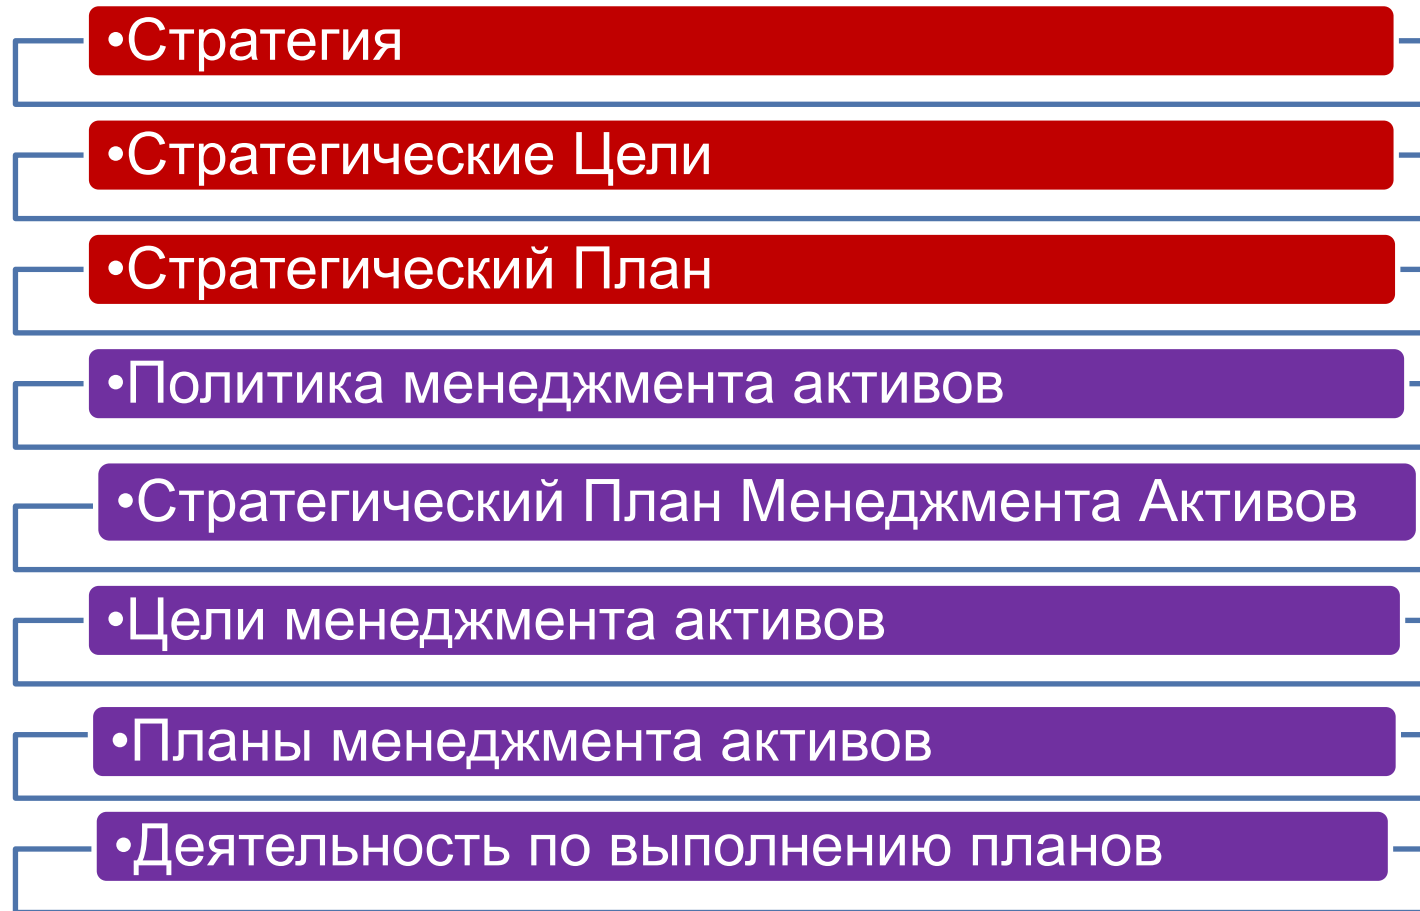 •Стратегия
•Стратегические Цели
•Стратегический План
•Политика менеджмента активов
•Стратегический План Менеджмента Активов
•Цели менеджмента активов
•Планы менеджмента активов
•Деятельность по выполнению планов